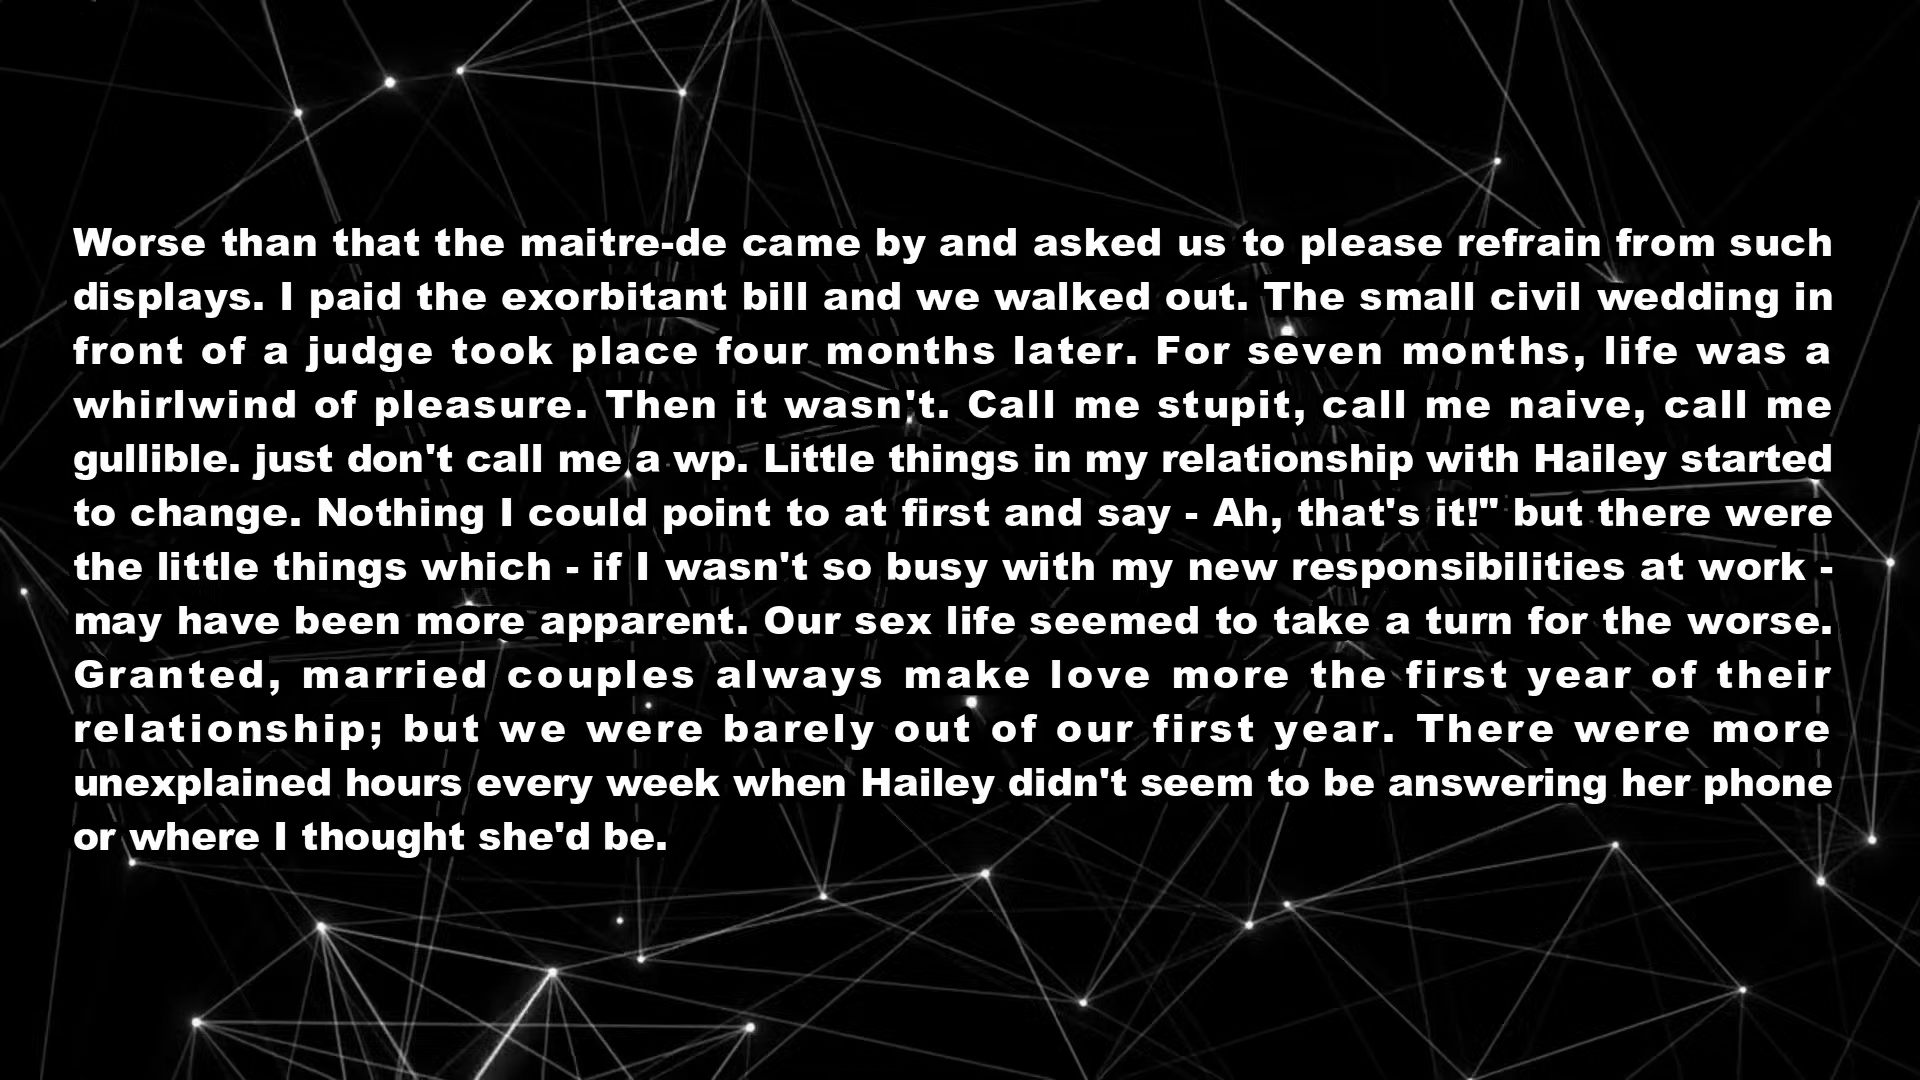 Worse than that the maitre-de came by and asked us to please refrain from such
displays. I paid the exorbitant bill and we walked out. The small civil wedding in
front of a judge took place four months later. For seven months, life was a
whirlwind of pleasure. Then it wasn't. Call me stupit, call me naive, call me
gullible. just don't call me a wp. Little things in my relationship with Hailey started
to change. Nothing I could point to at first and say - Ah, that's it!" but there were
the little things which - if I wasn't so busy with my new responsibilities at work -
may have been more apparent. Our sex life seemed to take a turn for the worse.
Granted, married couples always make love more the first year of their
relationship; but we were barely out of our first year. There were more
unexplained hours every week when Hailey didn't seem to be answering her phone
or where I thought she'd be.